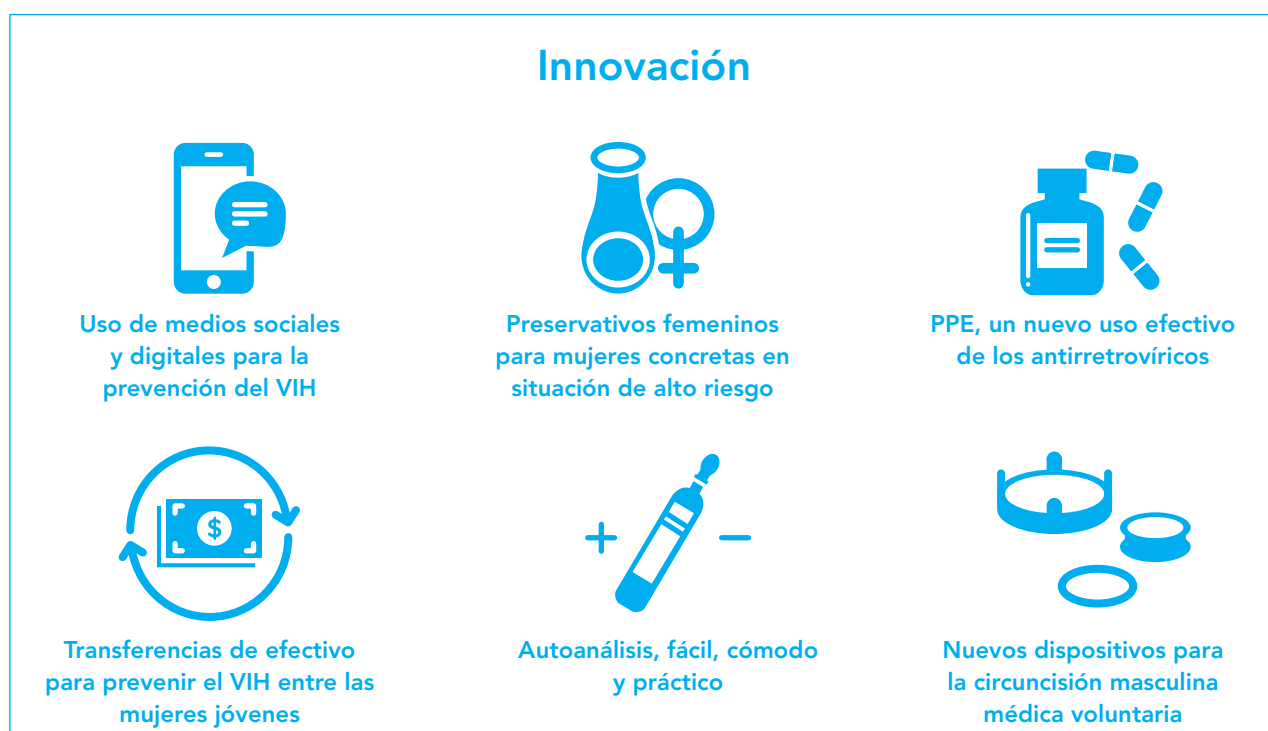 Innovación
Uso de medios sociales
y digitales para la
prevención del VIH
Preservativos femeninos
para mujeres concretas en
situación de alto riesgo
PPE, un nuevo uso efectivo
de los antirretrovíricos
$
Transferencias de efectivo
para prevenir el VIH entre las
mujeres jóvenes
Autoanálisis, fácil, cómodo
y práctico
Nuevos dispositivos para
la circuncisión masculina
médica voluntaria